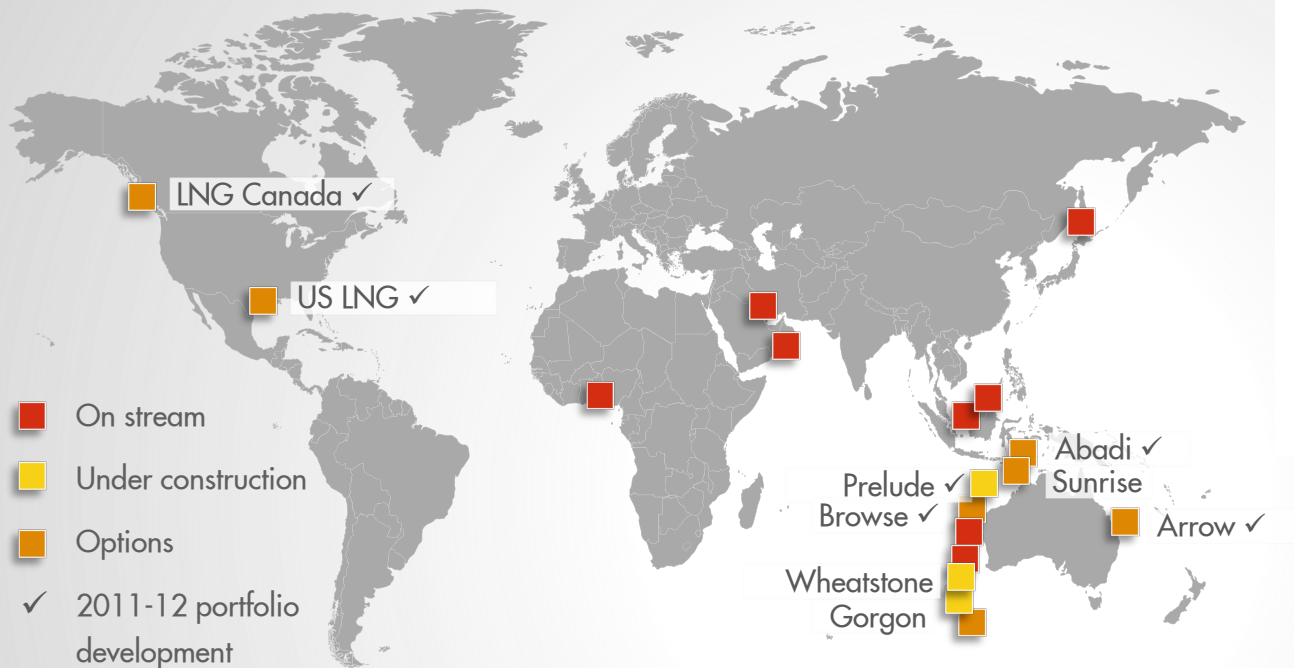 LNG Canada ✓
US LNG ✓
On stream
Under construction
Options
✓ 2011-12 portfolio
development
Abadi ✓
Sunrise
Prelude ✓
Browse ✓
Arrow ✓
Wheatstone
Gorgon